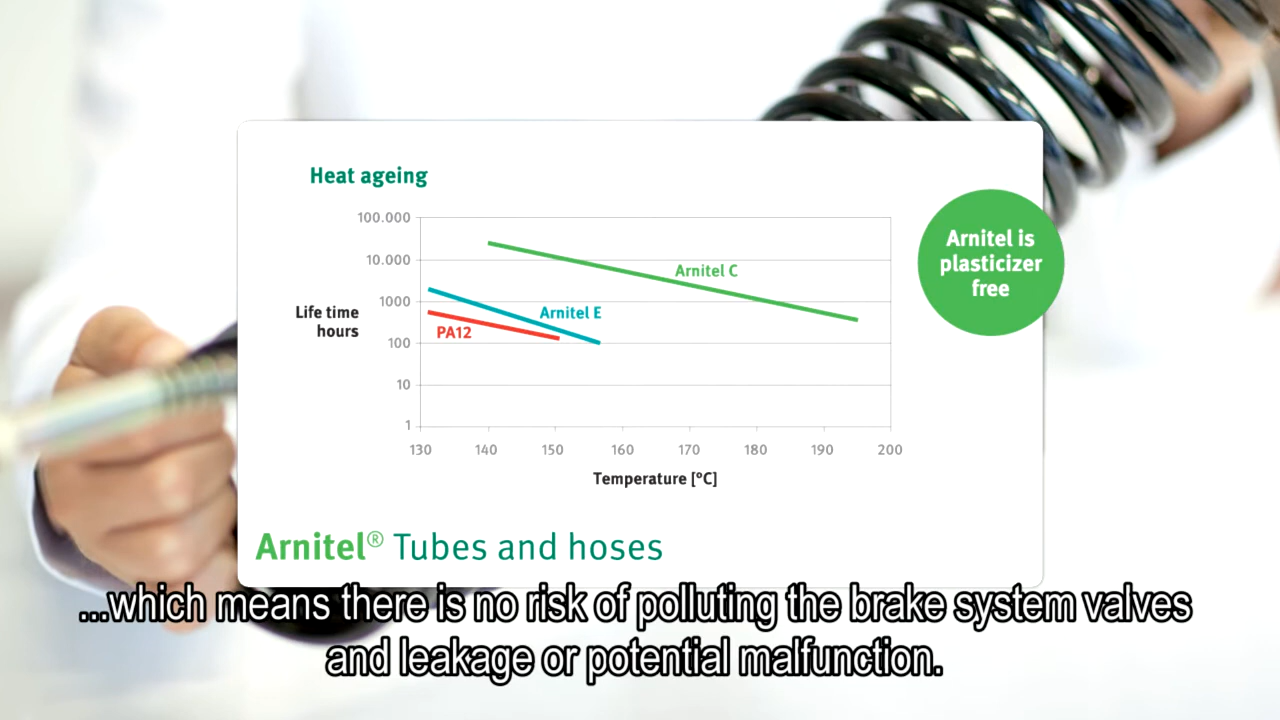 Heat ageing
100.000
10.000
1000
100
10
1
Life time
hours
Arnitel C
Arnitel E
PA12
130 140 150 160 170 180 190 200
Temperature [°C]
Arnitel is
plasticizer
free
Arnitel® Tubes and hoses
...which means there is no risk of polluting the brake system valves
and leakage or potential malfunction.